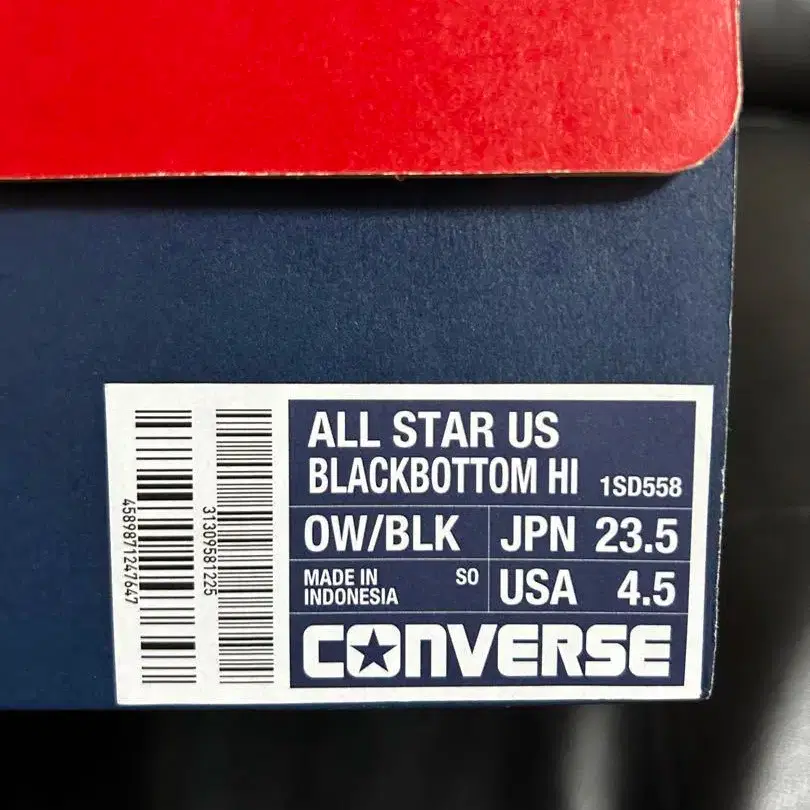 4589871247647
31309581225
ALL STAR US
BLACKBOTTOM HI 1SD558
OW/BLK JPN 23.5
MADE IN INDONESIA SO USA 4.5
CONVERSE